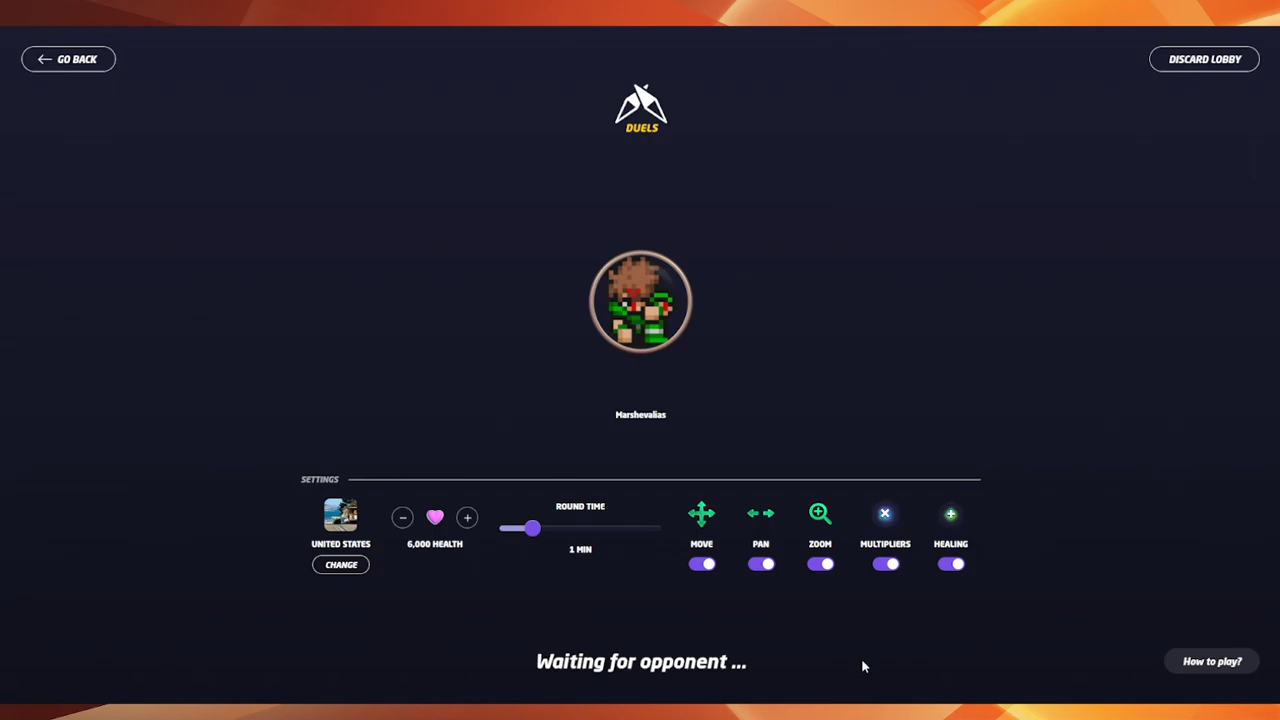 GO BACK
DISCARD LOBBY
DUELS
Marshevalias
SETTINGS
UNITED STATES
CHANGE
6,000 HEALTH
ROUND TIME
1 MIN
MOVE
PAN
ZOOM
MULTIPLIERS
HEALING
Waiting for opponent ...
How to play?